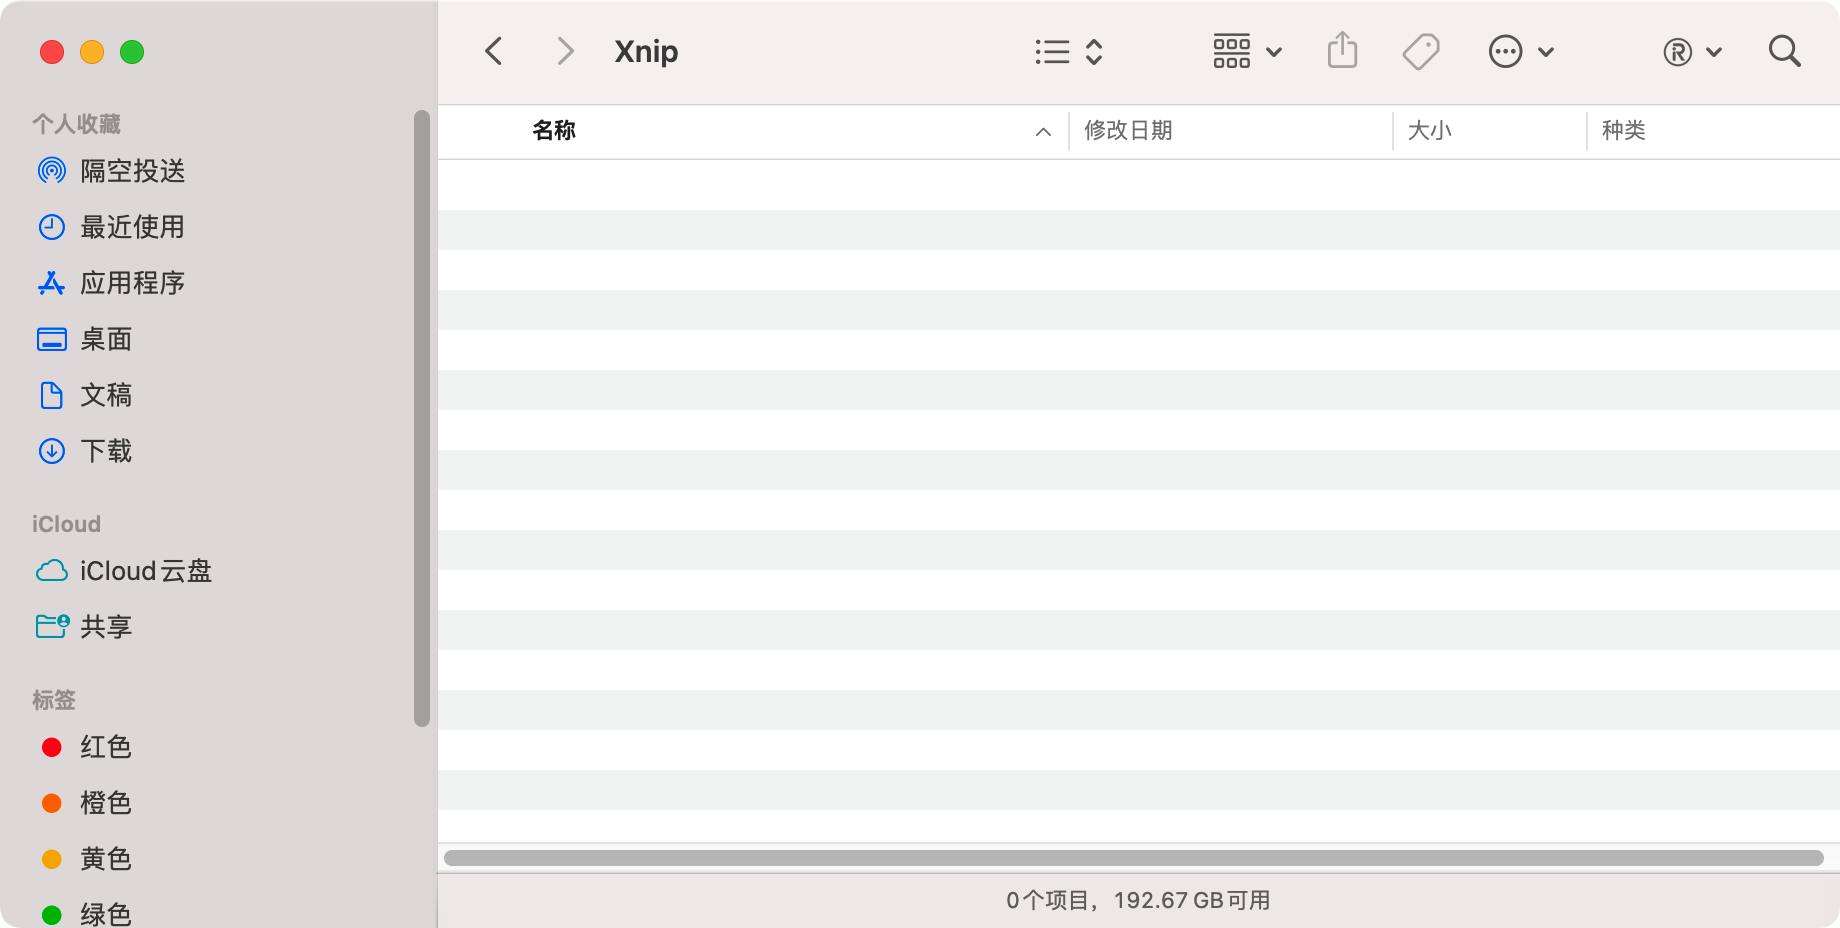 Xnip
个人收藏
隔空投送
最近使用
应用程序
桌面
文稿
下载
iCloud
iCloud云盘
共享
标签
红色
橙色
黄色
绿色
名称 修改日期 大小 种类
0个项目，192.67 GB可用